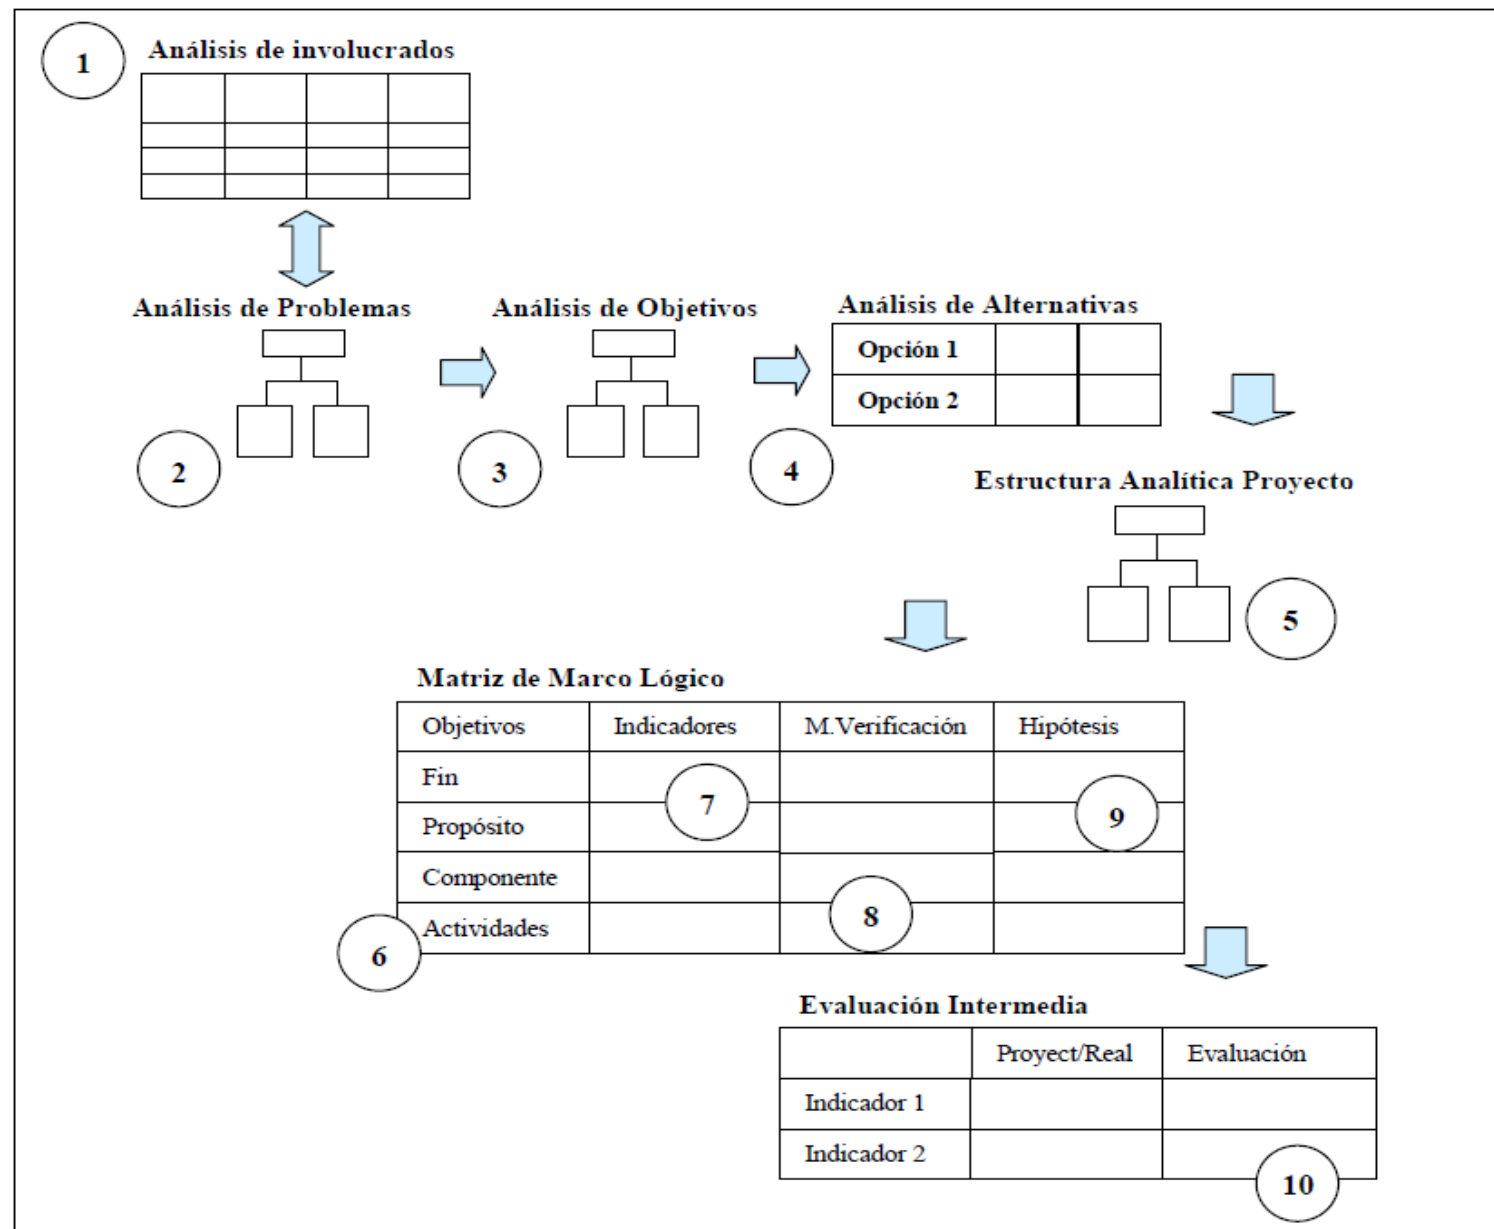 1
Análisis de involucrados
Análisis de Problemas
Análisis de Objetivos
Análisis de Alternativas
Opción 1
Opción 2
2
3
4
Estructura Analítica Proyecto
5
Matriz de Marco Lógico
Objetivos Indicadores M.Verificación Hipótesis
Fin
7
9
Propósito
Componente
8
Actividades
6
Evaluación Intermedia
Proyect/Real Evaluación
Indicador 1
Indicador 2
10